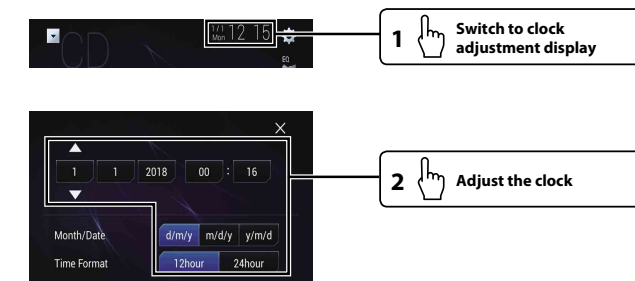 CD
1/1
Mon 12 15
EQ
1 Switch to clock
adjustment display
1 1 2018 00 : 16
2 Adjust the clock
Month/Date d/m/y m/d/y y/m/d
Time Format 12hour 24hour